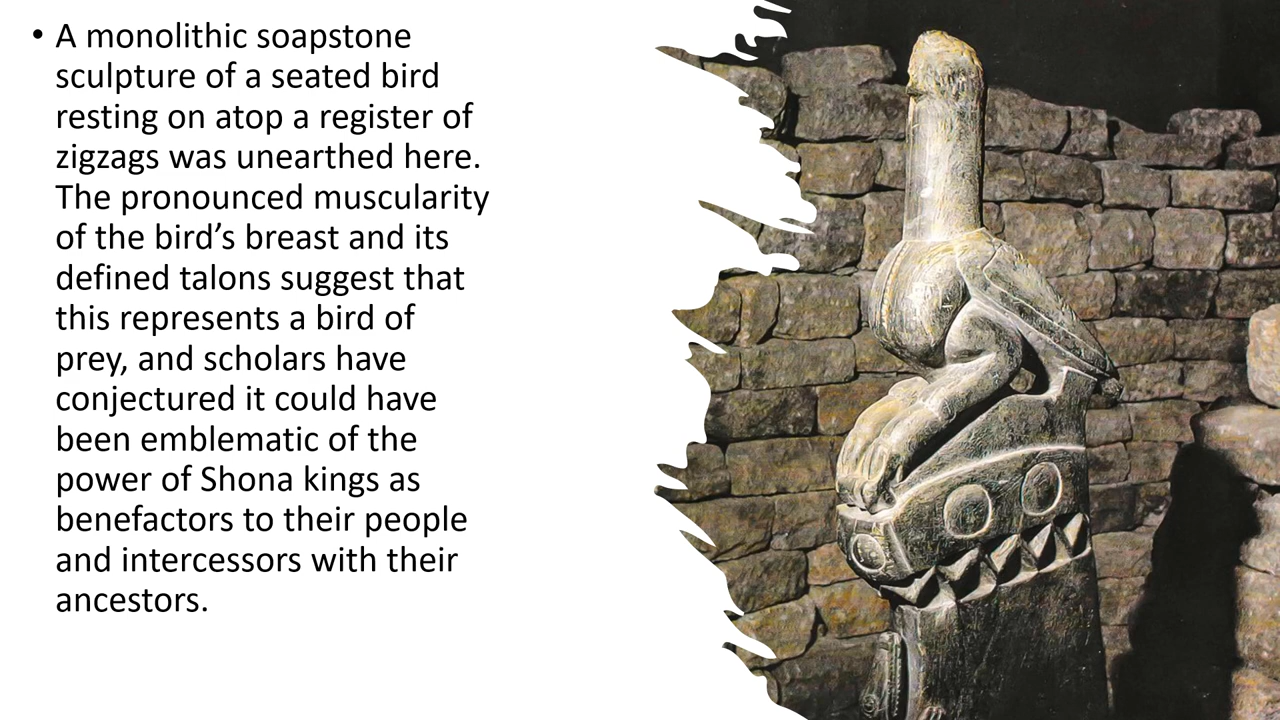 • A monolithic soapstone
sculpture of a seated bird
resting on atop a register of
zigzags was unearthed here.
The pronounced muscularity
of the bird’s breast and its
defined talons suggest that
this represents a bird of
prey, and scholars have
conjectured it could have
been emblematic of the
power of Shona kings as
benefactors to their people
and intercessors with their
ancestors.